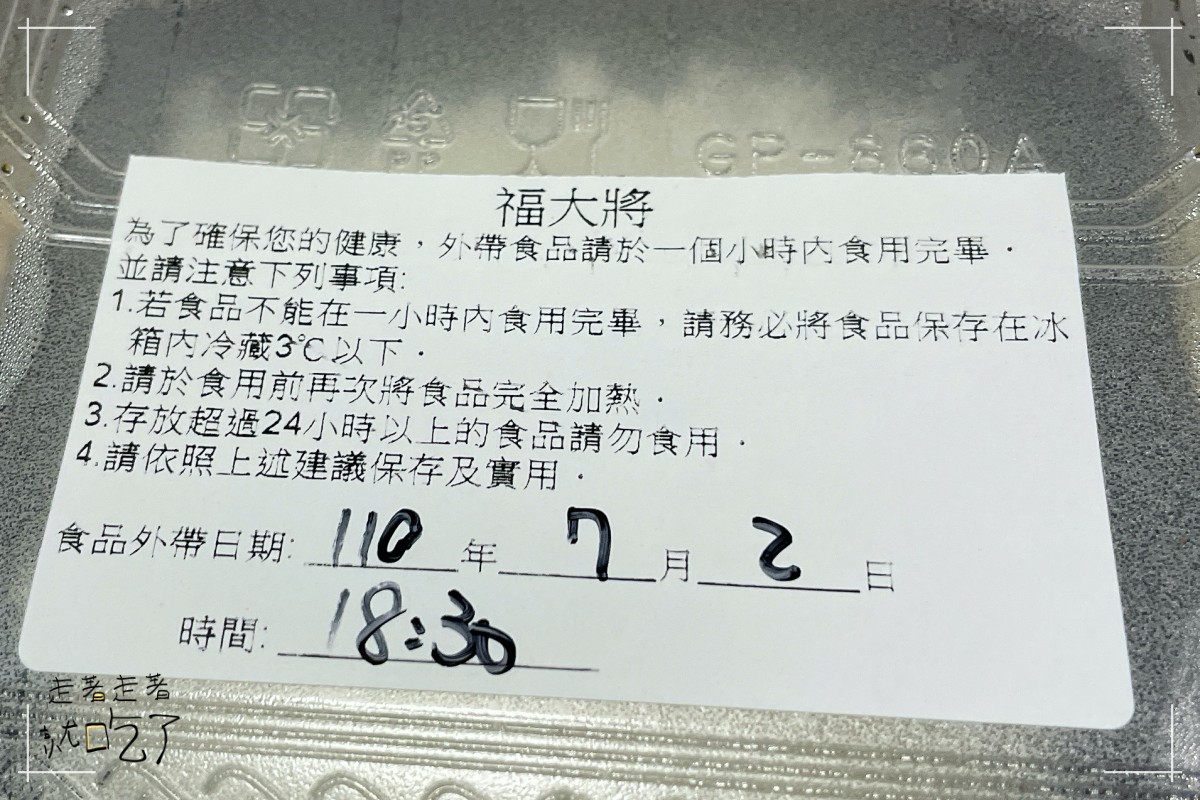 PP
GP-860A
福大將
為了確保您的健康，外帶食品請於一個小時內食用完畢．
並請注意下列事項:
1.若食品不能在一小時內食用完畢，請務必將食品保存在冰
箱內冷藏3℃以下．
2.請於食用前再次將食品完全加熱．
3.存放超過24小時以上的食品請勿食用．
4.請依照上述建議保存及實用．
食品外帶日期: 110 年 7 月 2 日
時間: 18:30
走著走著
就吃了